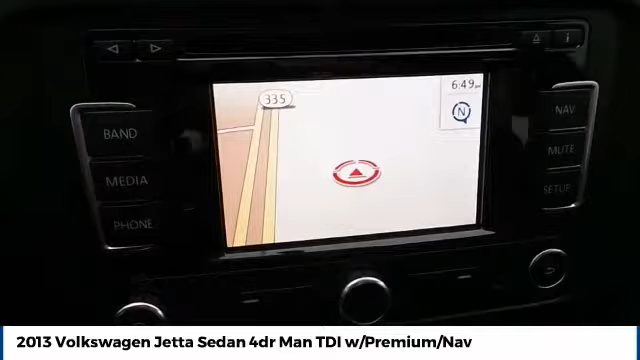 335
6:49
N
BAND
MEDIA
PHONE
NAV
MUTE
SETUP
i
2013 Volkswagen Jetta Sedan 4dr Man TDI w/Premium/Nav